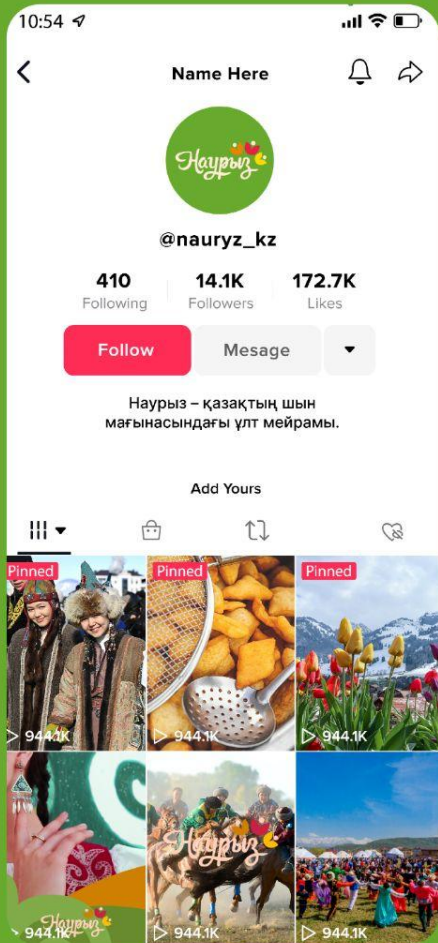 10:54
Name Here
Наурыз
@nauryz_kz
410 14.1K 172.7K
Following Followers Likes
Follow Mesage
Наурыз – қазақтың шын
мағынасындағы ұлт мейрамы.
Add Yours
Pinned Pinned Pinned
944.1K 944.1K 944.1K
Наурыз
Наурыз
944.1K 944.1K 944.1K